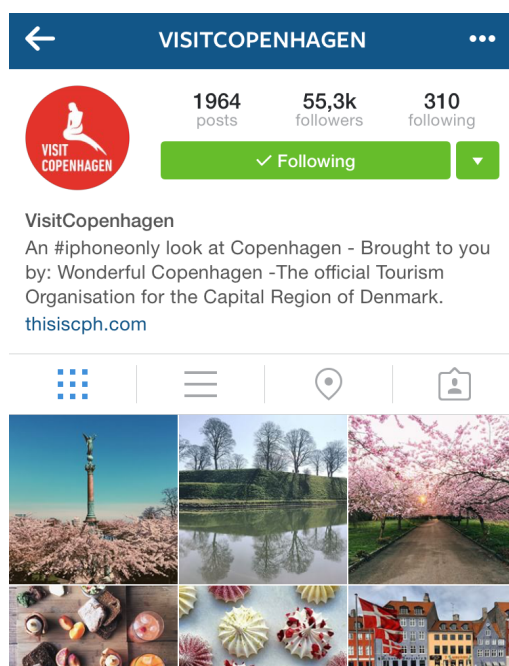 VISITCOPENHAGEN
1964 55,3k 310
posts followers following
VISIT
COPENHAGEN
Following
VisitCopenhagen
An #iphoneonly look at Copenhagen - Brought to you
by: Wonderful Copenhagen -The official Tourism
Organisation for the Capital Region of Denmark.
thisiscph.com